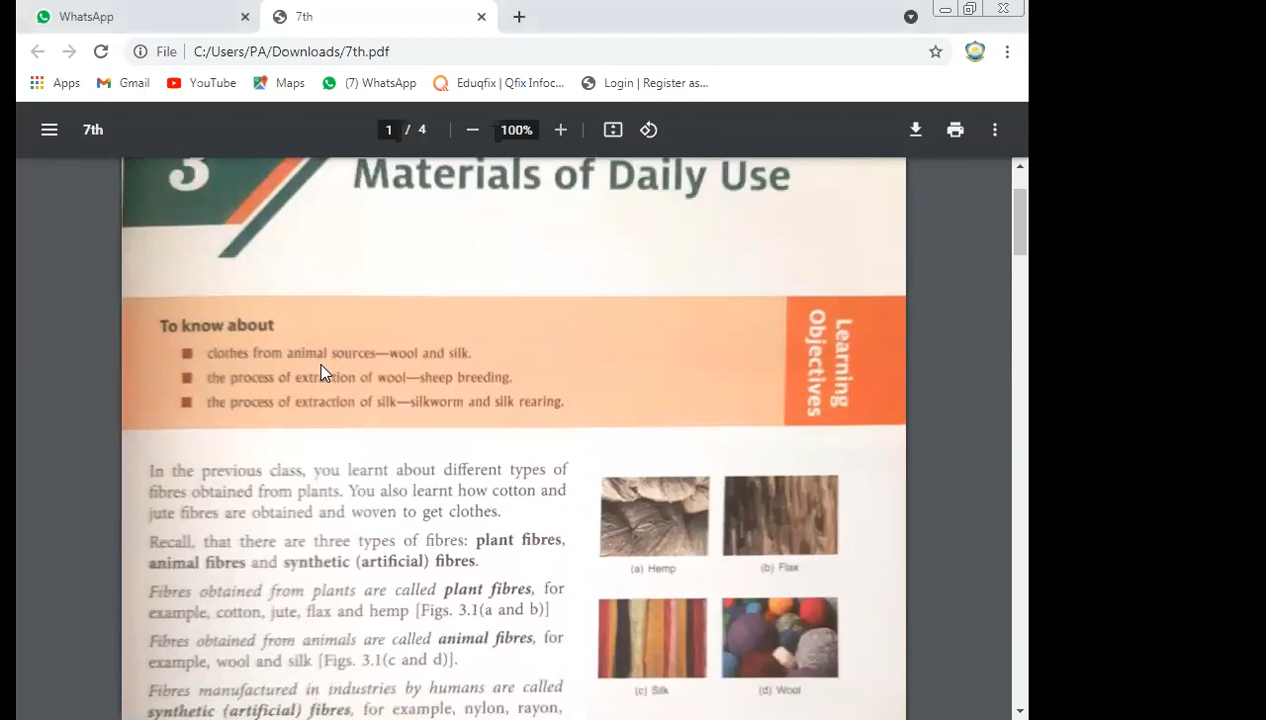 WhatsApp
7th
File
C:/Users/PA/Downloads/7th.pdf
Apps
Gmail
YouTube
Maps
(7) WhatsApp
Eduqfix | Qfix Infoc...
Login | Register as...
7th
1 / 4
100%
3
Materials of Daily Use
To know about
clothes from animal sources—wool and silk.
the process of extraction of wool—sheep breeding.
the process of extraction of silk—silkworm and silk rearing.
Learning
Objectives
In the previous class, you learnt about different types of
fibres obtained from plants. You also learnt how cotton and
jute fibres are obtained and woven to get clothes.
Recall, that there are three types of fibres: plant fibres,
animal fibres and synthetic (artificial) fibres.
Fibres obtained from plants are called plant fibres, for
example, cotton, jute, flax and hemp [Figs. 3.1(a and b)]
Fibres obtained from animals are called animal fibres, for
example, wool and silk [Figs. 3.1(c and d)].
Fibres manufactured in industries by humans are called
synthetic (artificial) fibres, for example, nylon, rayon,
(a) Hemp
(b) Flax
(c) Silk
(d) Wool